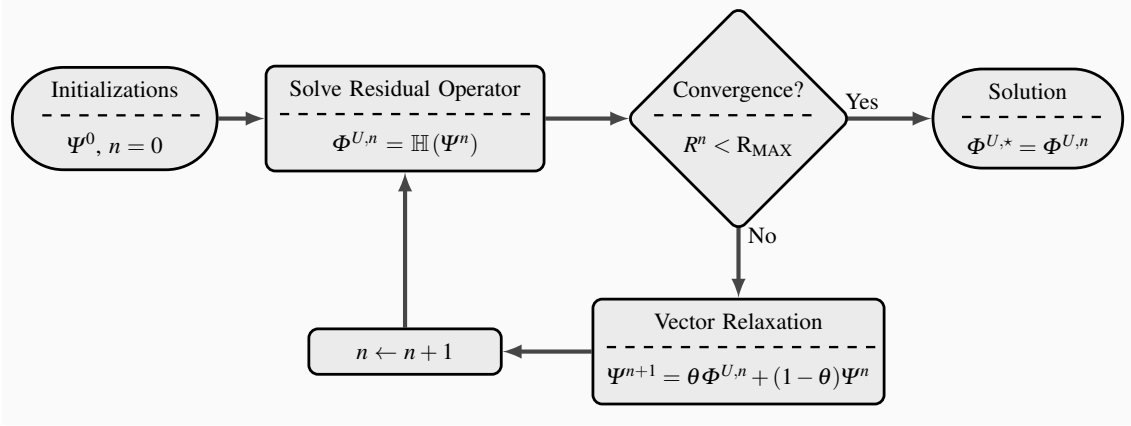 Initializations
Ψ⁰, n = 0
Solve Residual Operator
Φ^{U,n} = ℍ(Ψⁿ)
Convergence?
Rⁿ < R_MAX
Yes
Solution
Φ^{U,⋆} = Φ^{U,n}
No
Vector Relaxation
Ψ^{n+1} = θΦ^{U,n} + (1 − θ)Ψⁿ
n ← n + 1